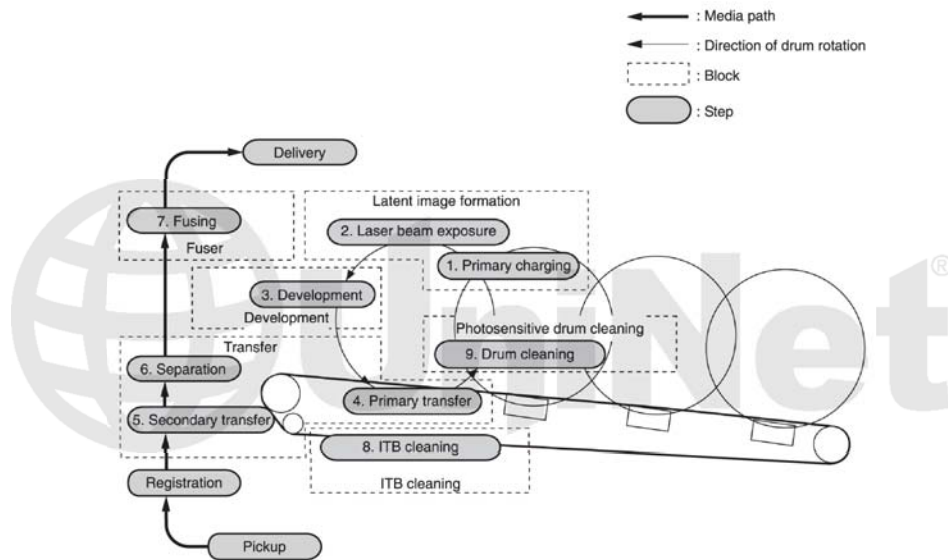 : Media path
: Direction of drum rotation
: Block
: Step
Delivery
Latent image formation
7. Fusing
2. Laser beam exposure
Fuser
1. Primary charging
3. Development
Development
UniNet®
Photosensitive drum cleaning
Transfer
9. Drum cleaning
6. Separation
4. Primary transfer
5. Secondary transfer
8. ITB cleaning
Registration
ITB cleaning
Pickup